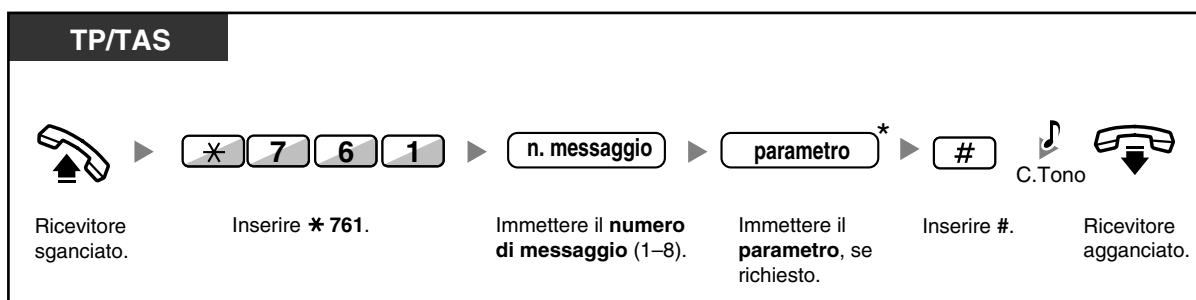 TP/TAS
* 7 6 1 n. messaggio parametro * #
C.Tono
Ricevitore
sganciato.
Inserire * 761.
Immettere il numero
di messaggio (1–8).
Immettere il
parametro, se
richiesto.
Inserire #.
Ricevitore
agganciato.